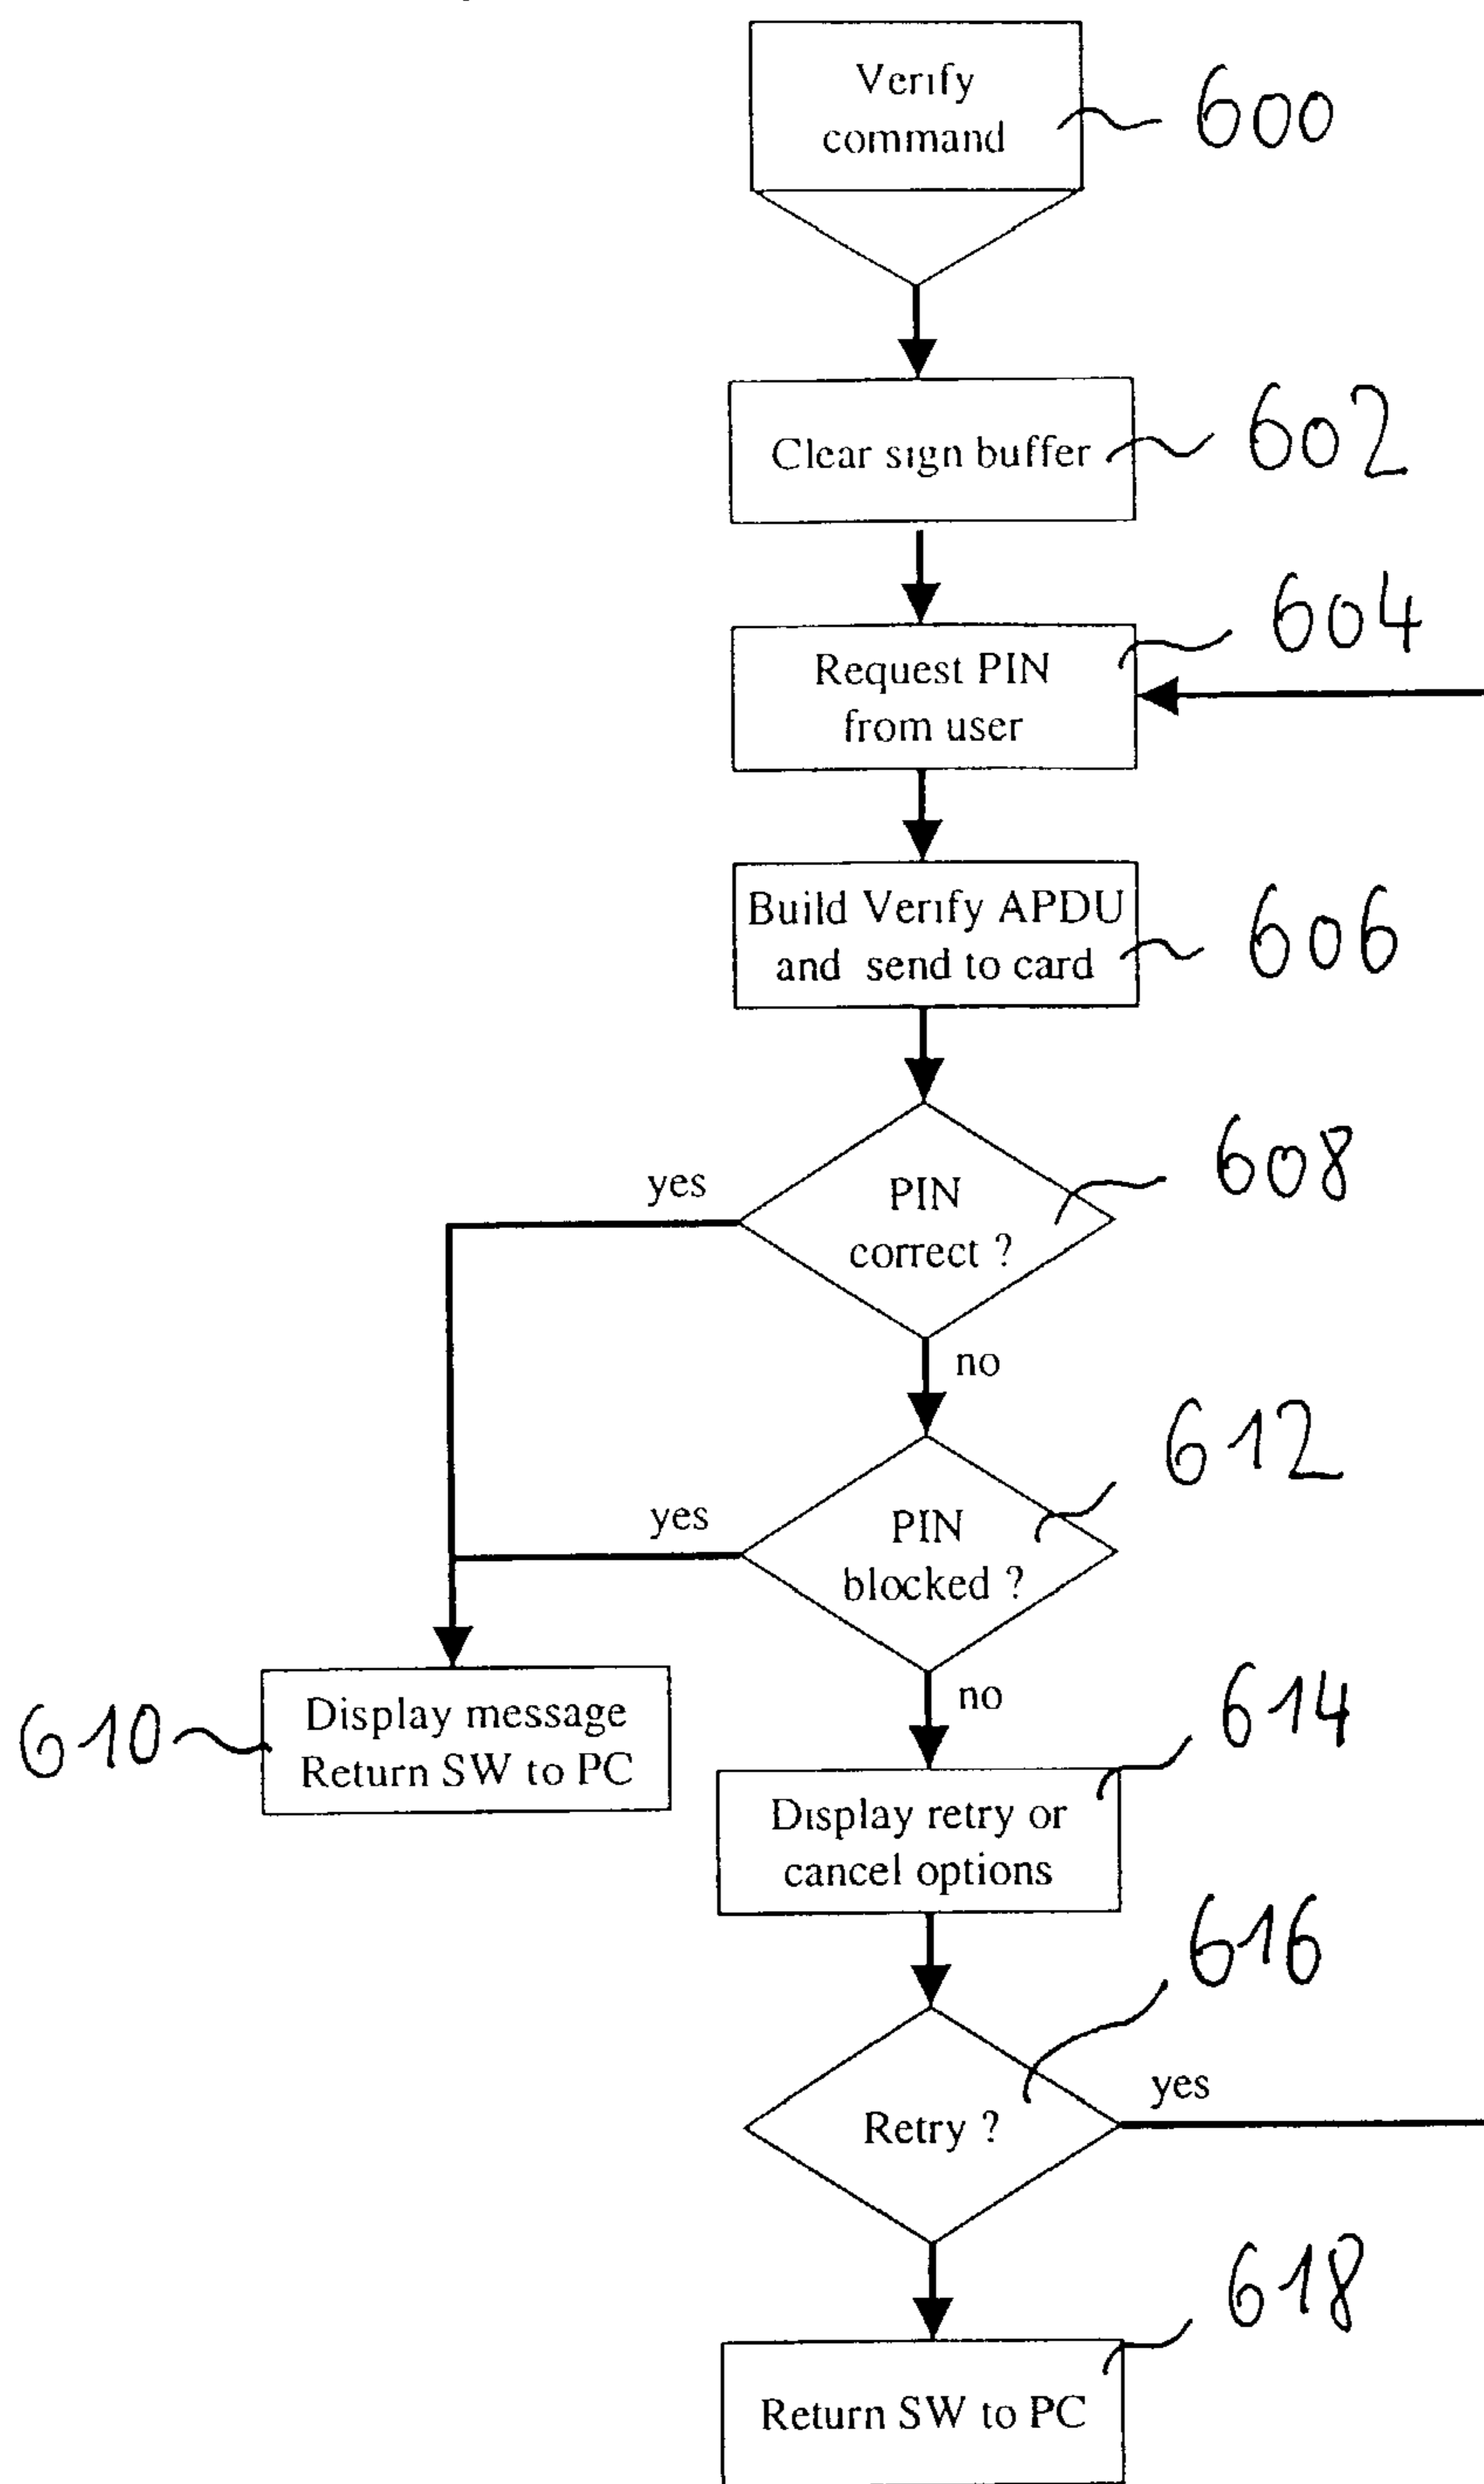 Verify
command
600
Clear sign buffer
602
604
Request PIN
from user
Build Verify APDU
and send to card
606
608
yes
PIN
correct ?
no
612
yes
PIN
blocked ?
no
614
610
Display message
Return SW to PC
Display retry or
cancel options
616
yes
Retry ?
618
Return SW to PC